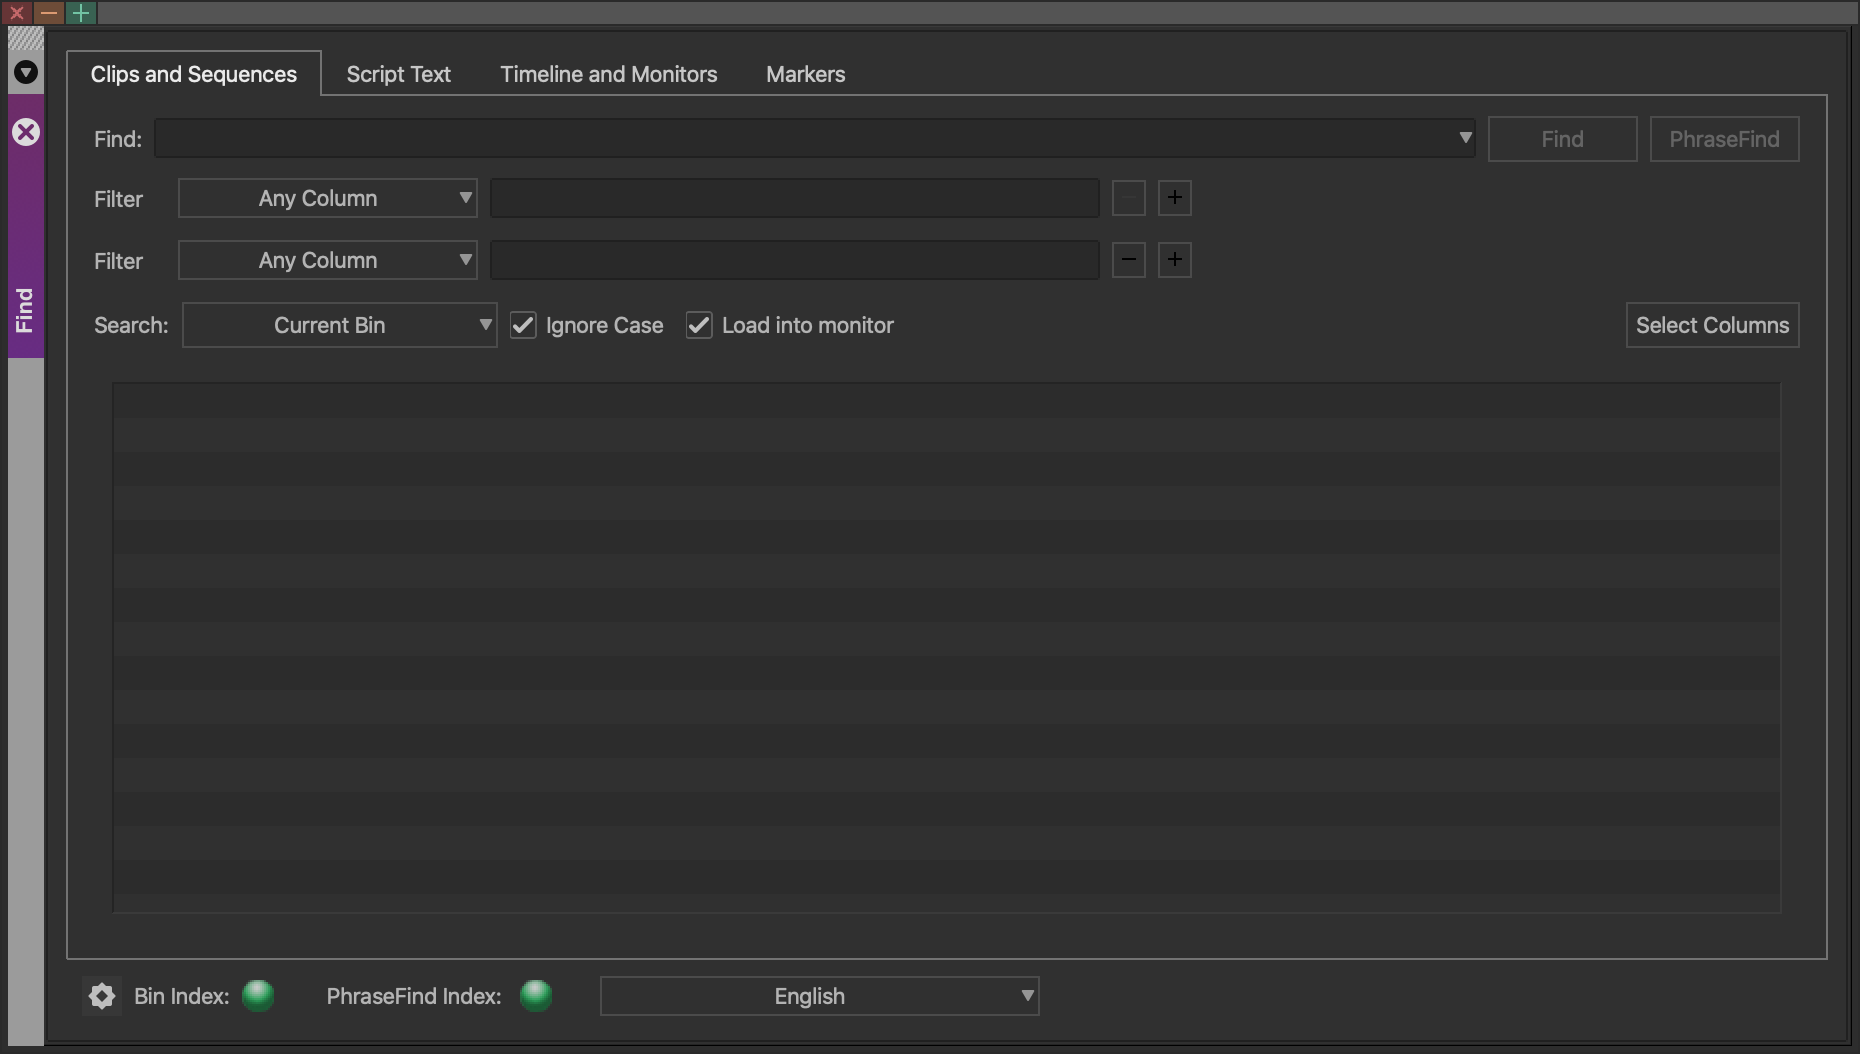 Clips and Sequences Script Text Timeline and Monitors Markers
Find: Find PhraseFind
Filter Any Column
Filter Any Column
Find
Search: Current Bin Ignore Case Load into monitor Select Columns
Bin Index: PhraseFind Index: English